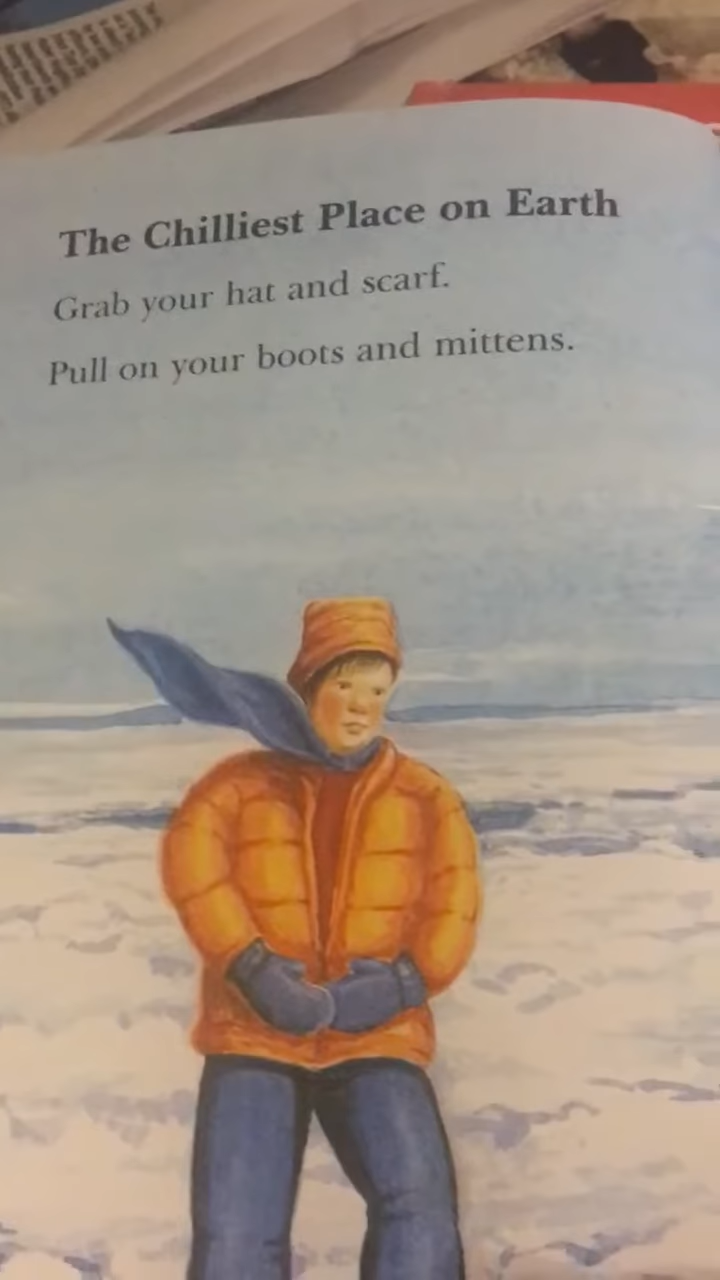 The Chilliest Place on Earth
Grab your hat and scarf.
Pull on your boots and mittens.